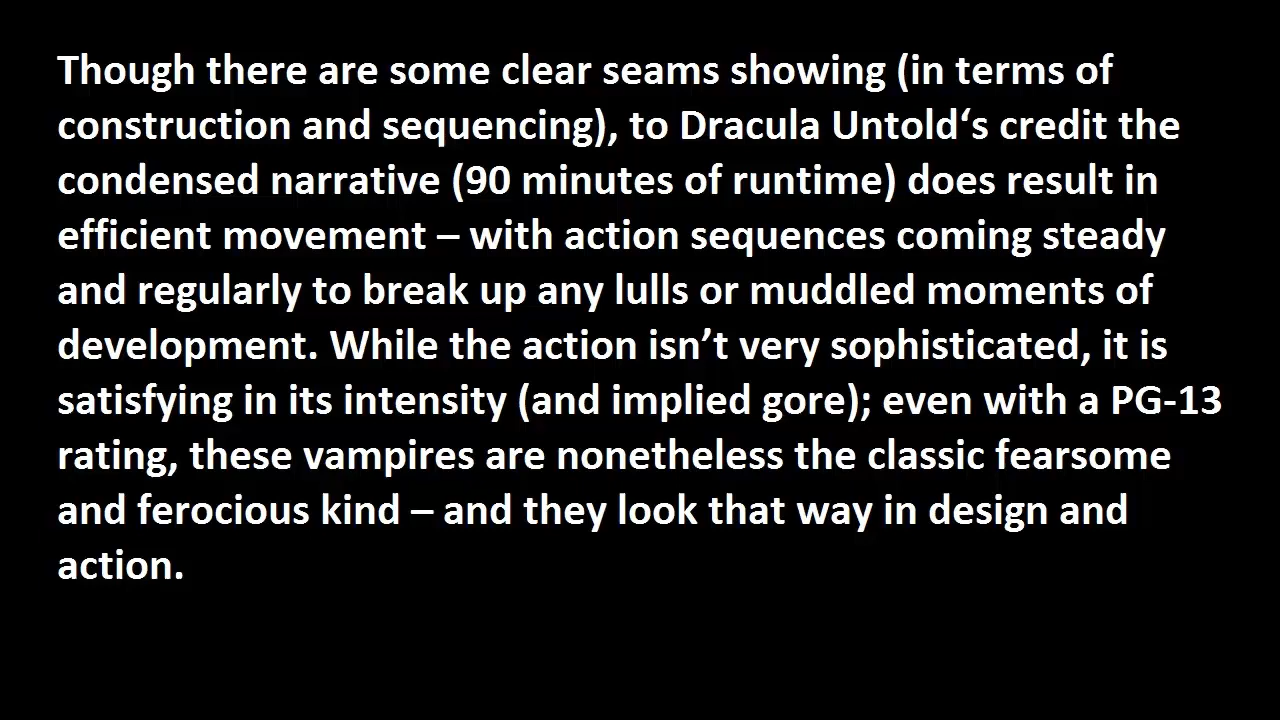 Though there are some clear seams showing (in terms of
construction and sequencing), to Dracula Untold‘s credit the
condensed narrative (90 minutes of runtime) does result in
efficient movement – with action sequences coming steady
and regularly to break up any lulls or muddled moments of
development. While the action isn’t very sophisticated, it is
satisfying in its intensity (and implied gore); even with a PG-13
rating, these vampires are nonetheless the classic fearsome
and ferocious kind – and they look that way in design and
action.